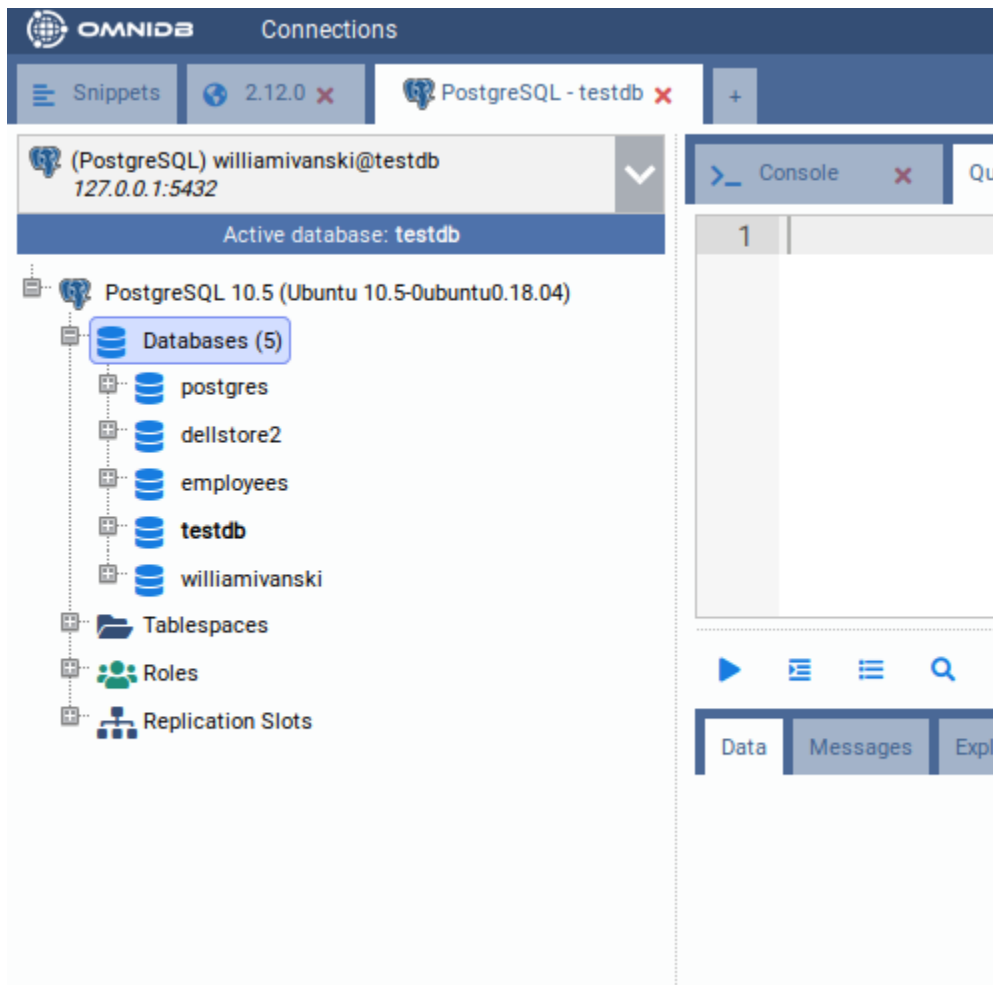 OMNIDB Connections
Snippets 2.12.0 PostgreSQL - testdb +
(PostgreSQL) williamivanski@testdb
127.0.0.1:5432
Active database: testdb
PostgreSQL 10.5 (Ubuntu 10.5-0ubuntu0.18.04)
Databases (5)
postgres
dellstore2
employees
testdb
williamivanski
Tablespaces
Roles
Replication Slots
Console Qu
1
Data Messages Expl